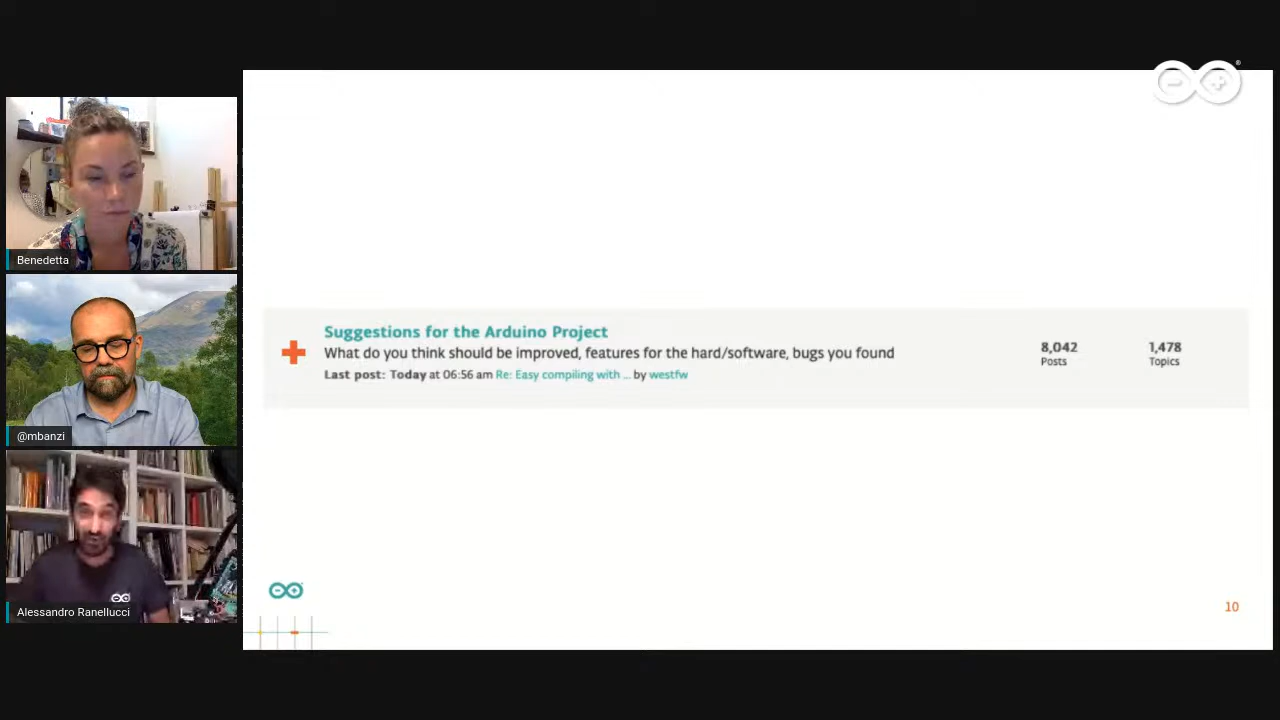 Benedetta
@mbanzi
Alessandro Ranellucci
Suggestions for the Arduino Project
What do you think should be improved, features for the hard/software, bugs you found
Last post: Today at 06:56 am Re: Easy compiling with ... by westfw
8,042
Posts
1,478
Topics
10